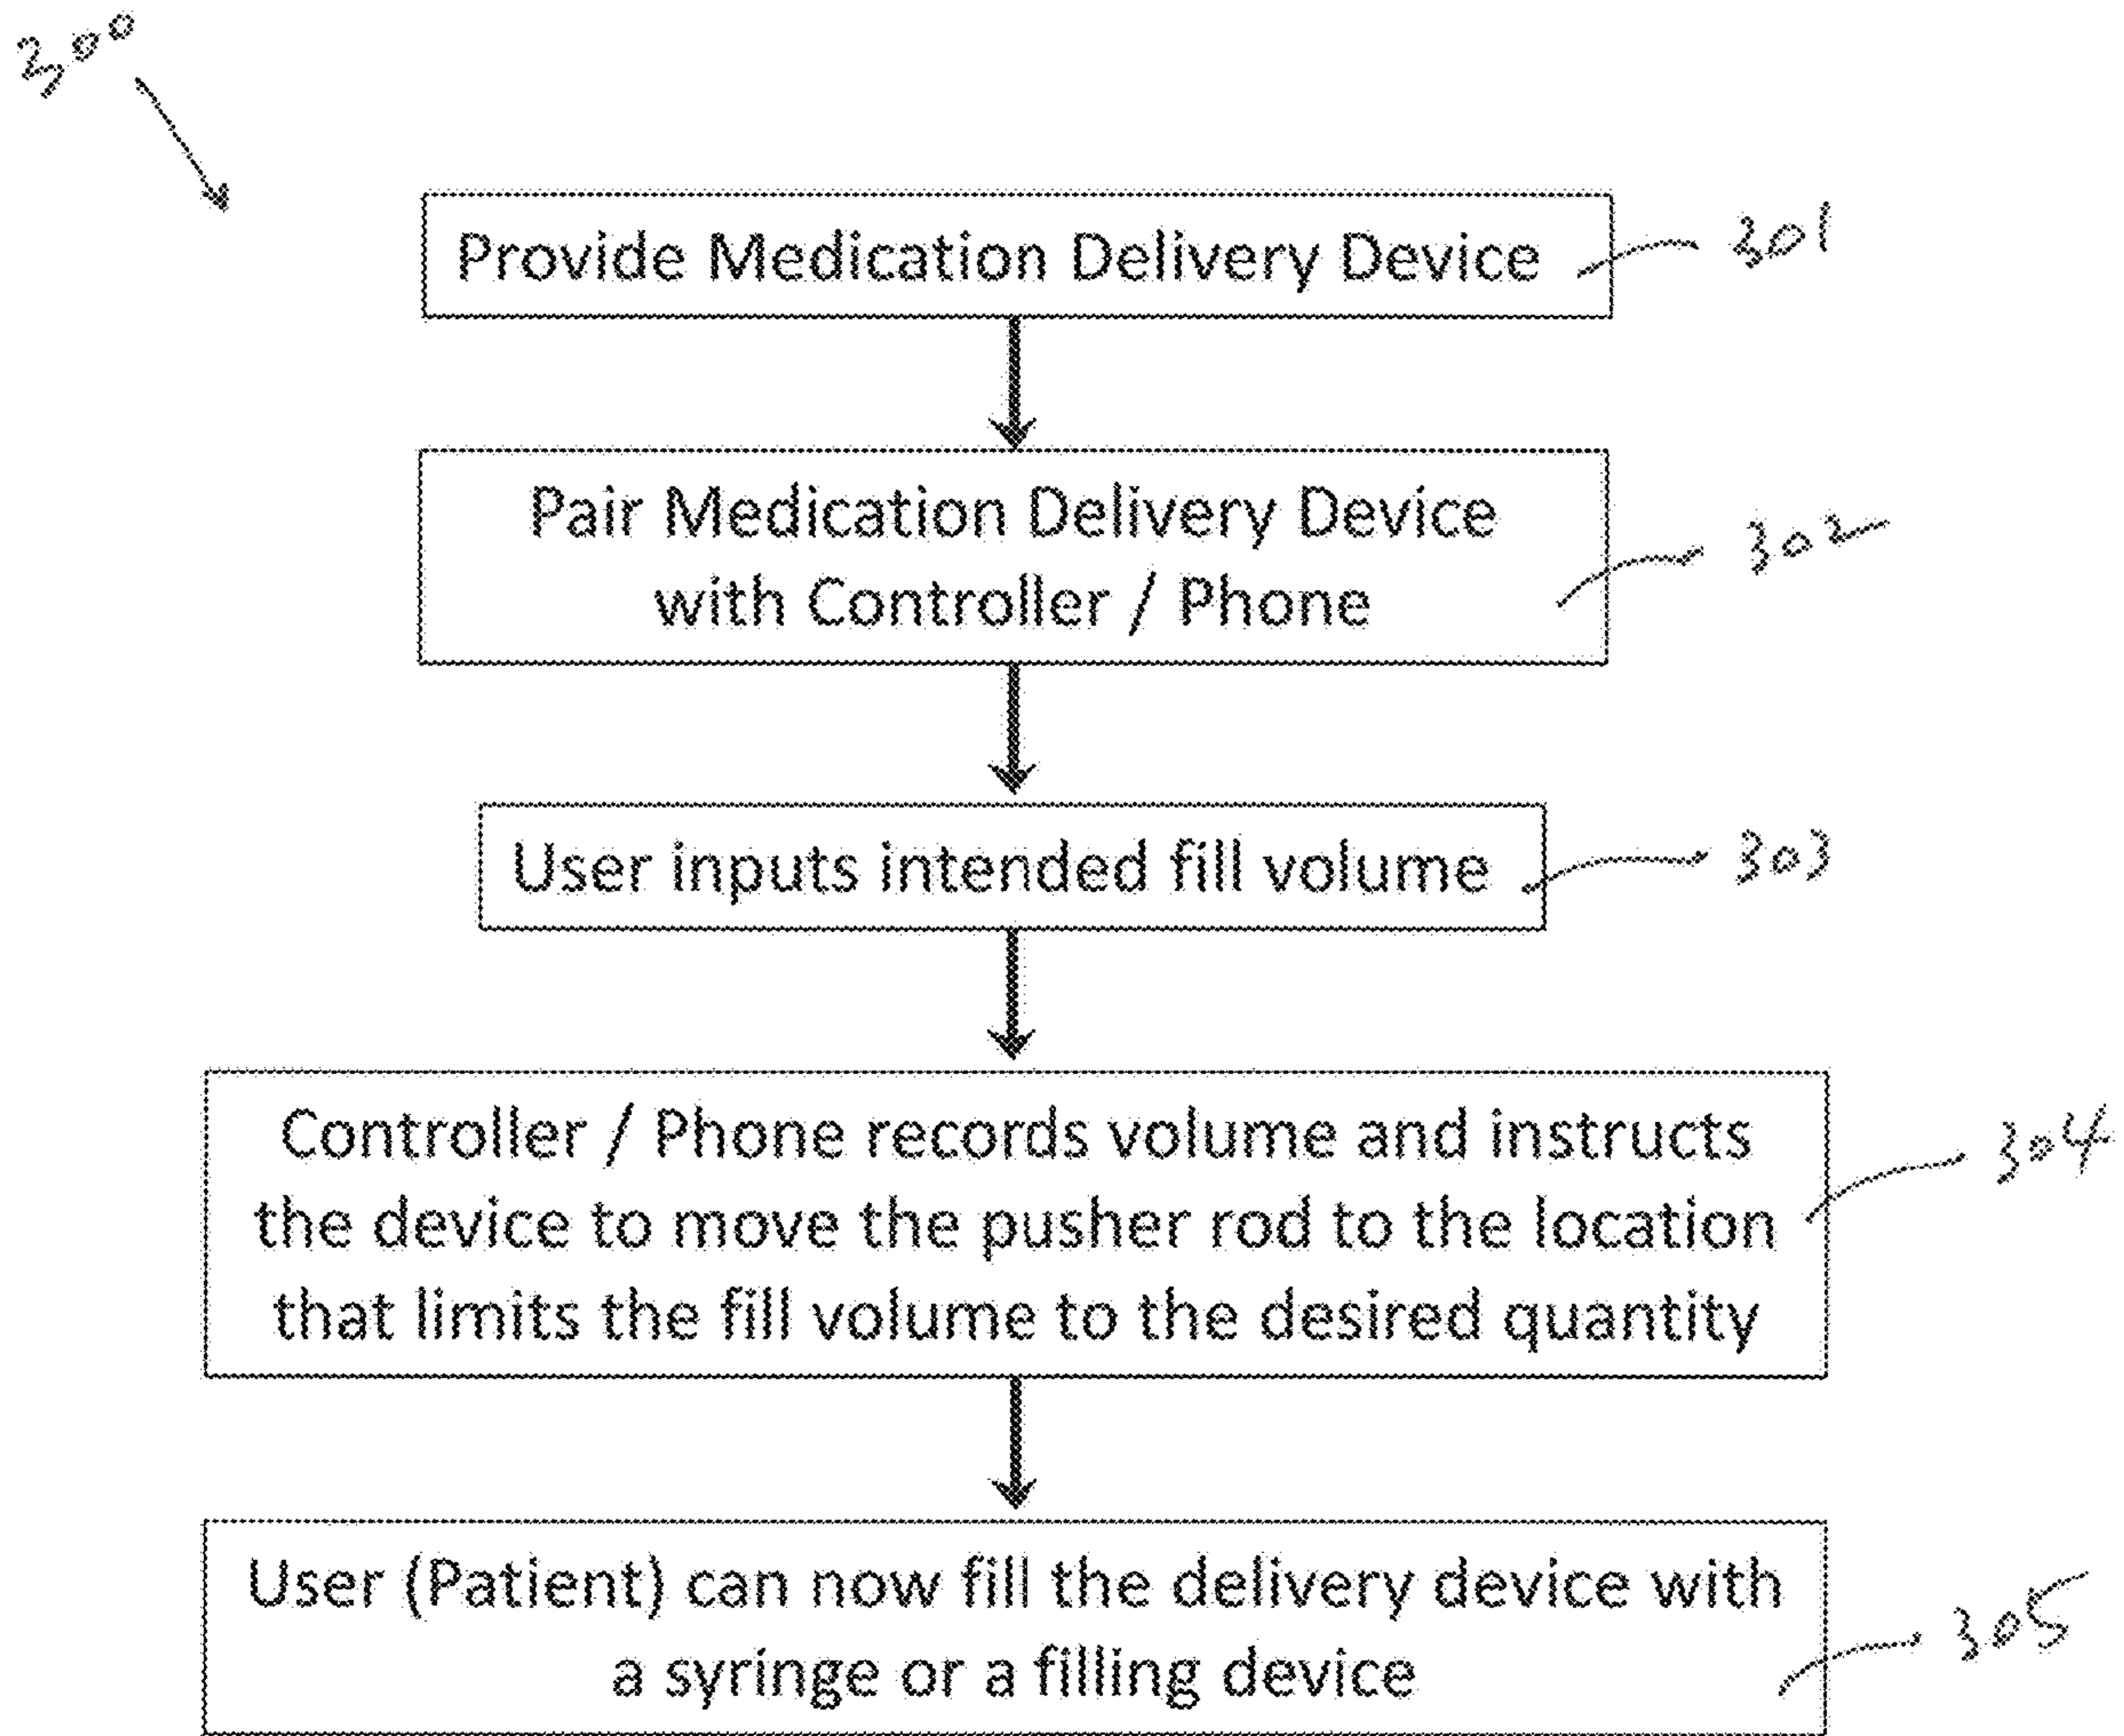 300
Provide Medication Delivery Device
301
Pair Medication Delivery Device
with Controller / Phone
302
User inputs intended fill volume
303
Controller / Phone records volume and instructs
the device to move the pusher rod to the location
that limits the fill volume to the desired quantity
304
User (Patient) can now fill the delivery device with
a syringe or a filling device
305